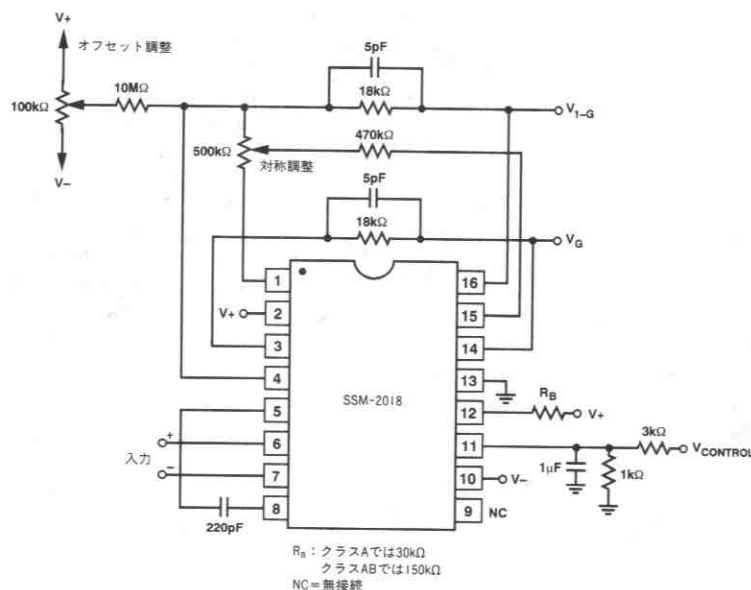 V+
オフセット調整
5pF
100kΩ
10MΩ
18kΩ
V1–G
470kΩ
500kΩ
V–
対称調整
5pF
18kΩ
VG
1
16
V+
2
15
3
14
4
SSM-2018
13
5
12
RB
V+
+
6
11
3kΩ
VCONTROL
入力
–
7
10
V–
1μF
1kΩ
8
9
NC
220pF
RB:クラスAでは30kΩ
クラスABでは150kΩ
NC=無接続